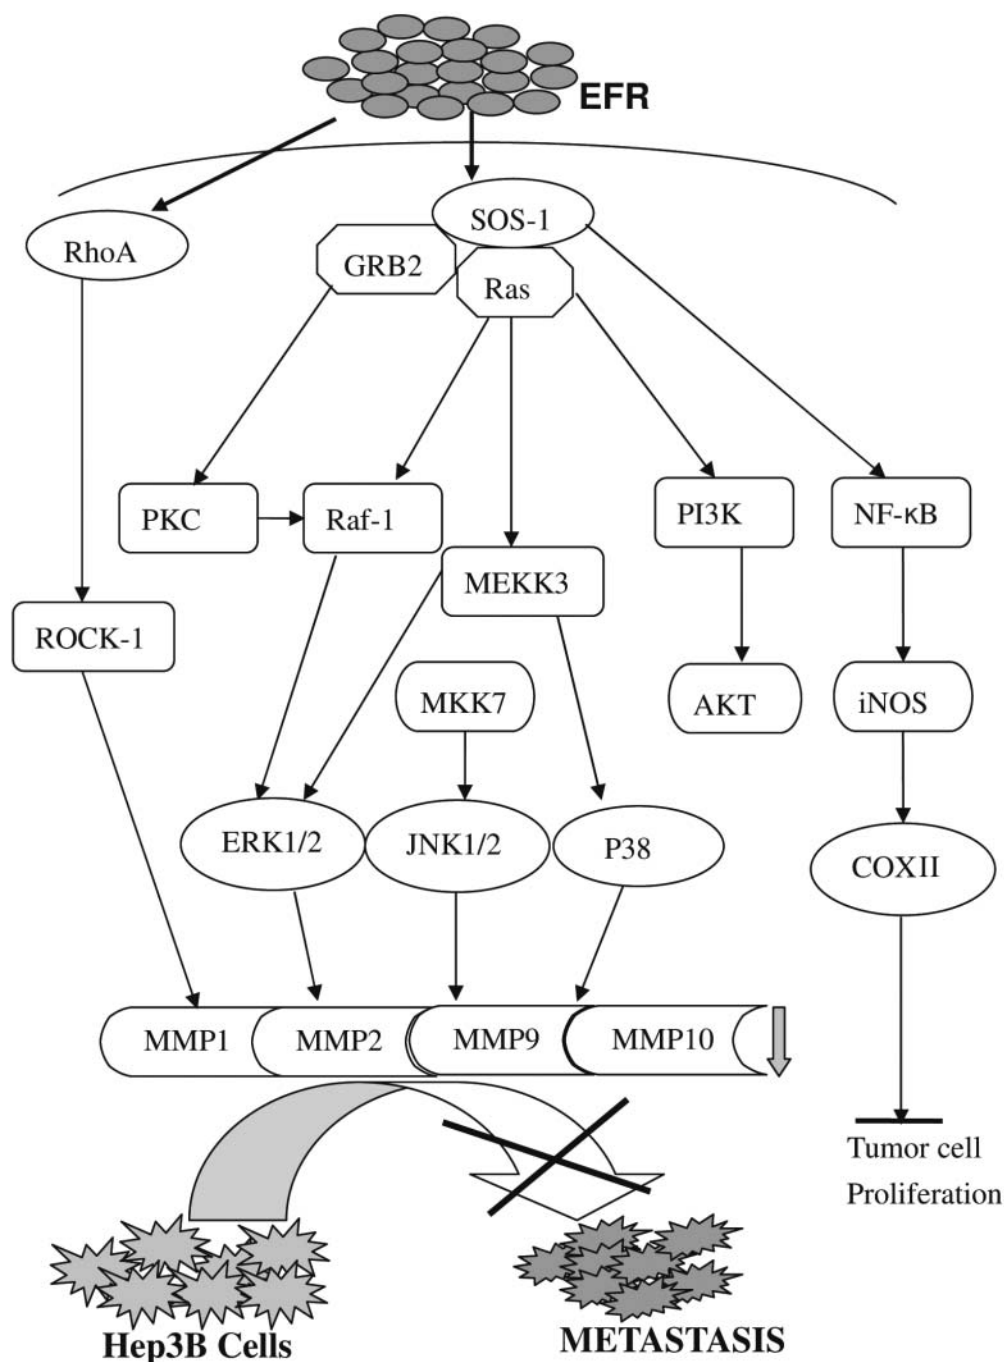 EFR
SOS-1
RhoA
GRB2
Ras
PKC
Raf-1
PI3K
NF-κB
MEKK3
ROCK-1
MKK7
AKT
iNOS
ERK1/2
JNK1/2
P38
COXII
MMP1
MMP2
MMP9
MMP10
Tumor cell
Proliferation
Hep3B Cells
METASTASIS